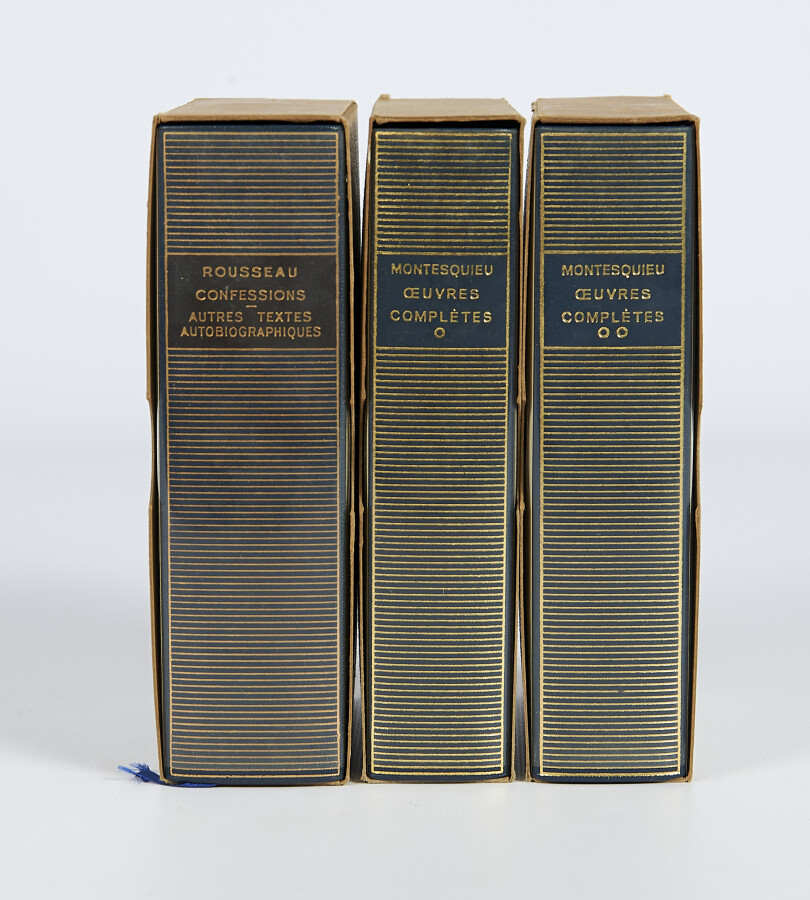 ROUSSEAU
CONFESSIONS
AUTRES TEXTES
AUTOBIOGRAPHIQUES
MONTESQUIEU
ŒUVRES
COMPLÈTES
MONTESQUIEU
ŒUVRES
COMPLÈTES